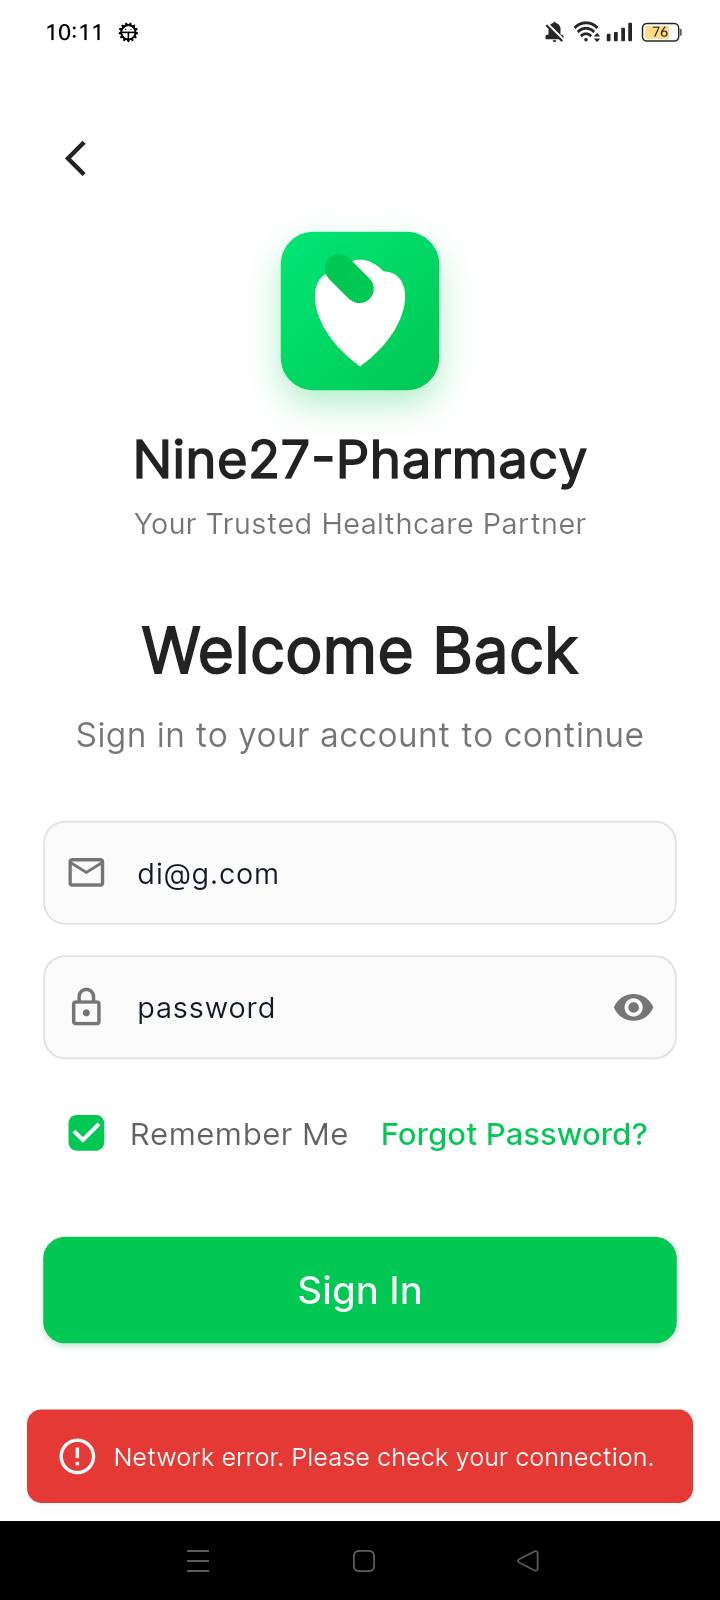 10:11
76
Nine27-Pharmacy
Your Trusted Healthcare Partner
Welcome Back
Sign in to your account to continue
di@g.com
password
Remember Me Forgot Password?
Sign In
Network error. Please check your connection.